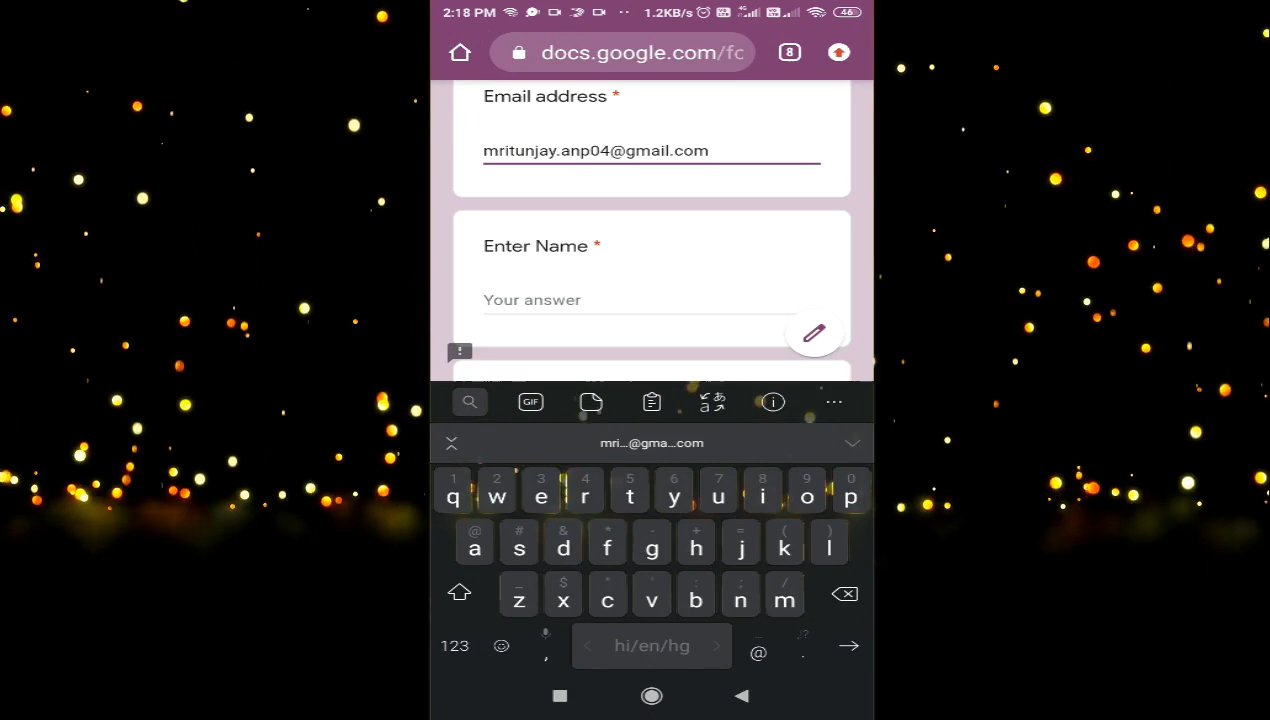 2:18 PM 1.2KB/s 4G 46
docs.google.com/fo
8
Email address *
mritunjay.anp04@gmail.com
Enter Name *
Your answer
GIF
mri...@gma...com
1 2 3 4 5 6 7 8 9 0
q w e r t y u i o p
@ # & * - + = ( )
a s d f g h j k l
_ $ " ' : ; /
z x c v b n m
123 , hi/en/hg @ .